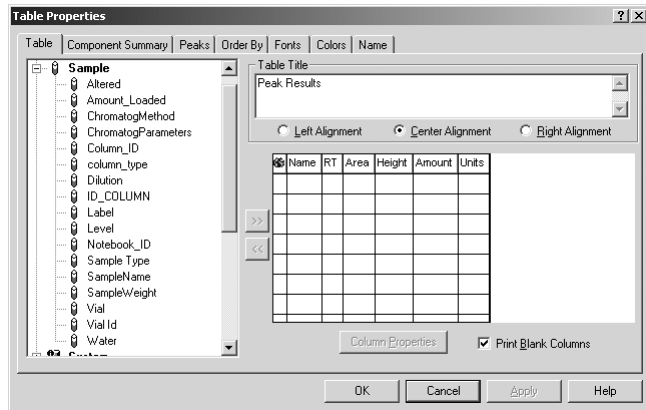 Table Properties
Table Component Summary Peaks Order By Fonts Colors Name
Sample
Altered
Amount_Loaded
ChromatogMethod
ChromatogParameters
Column_ID
column_type
Dilution
ID_COLUMN
Label
Level
Notebook_ID
Sample Type
SampleName
SampleWeight
Vial
Vial Id
Water
Table Title
Peak Results
Left Alignment Center Alignment Right Alignment
Name RT Area Height Amount Units
>>
<<
Column Properties Print Blank Columns
OK Cancel Apply Help